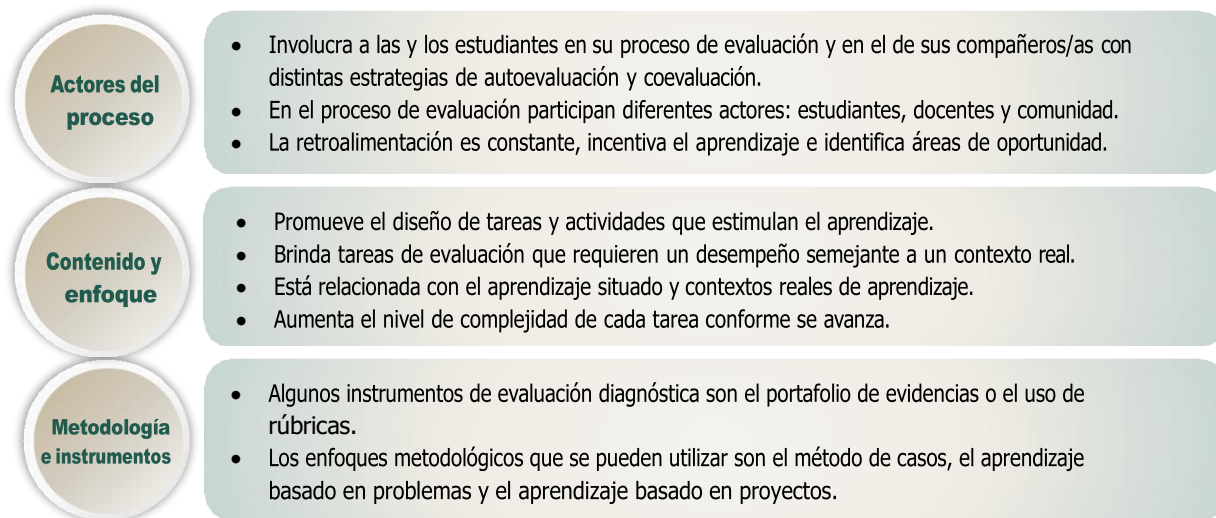 Actores del
proceso
• Involucra a las y los estudiantes en su proceso de evaluación y en el de sus compañeros/as con
distintas estrategias de autoevaluación y coevaluación.
• En el proceso de evaluación participan diferentes actores: estudiantes, docentes y comunidad.
• La retroalimentación es constante, incentiva el aprendizaje e identifica áreas de oportunidad.
Contenido y
enfoque
• Promueve el diseño de tareas y actividades que estimulan el aprendizaje.
• Brinda tareas de evaluación que requieren un desempeño semejante a un contexto real.
• Está relacionada con el aprendizaje situado y contextos reales de aprendizaje.
• Aumenta el nivel de complejidad de cada tarea conforme se avanza.
Metodología
e instrumentos
• Algunos instrumentos de evaluación diagnóstica son el portafolio de evidencias o el uso de
rúbricas.
• Los enfoques metodológicos que se pueden utilizar son el método de casos, el aprendizaje
basado en problemas y el aprendizaje basado en proyectos.